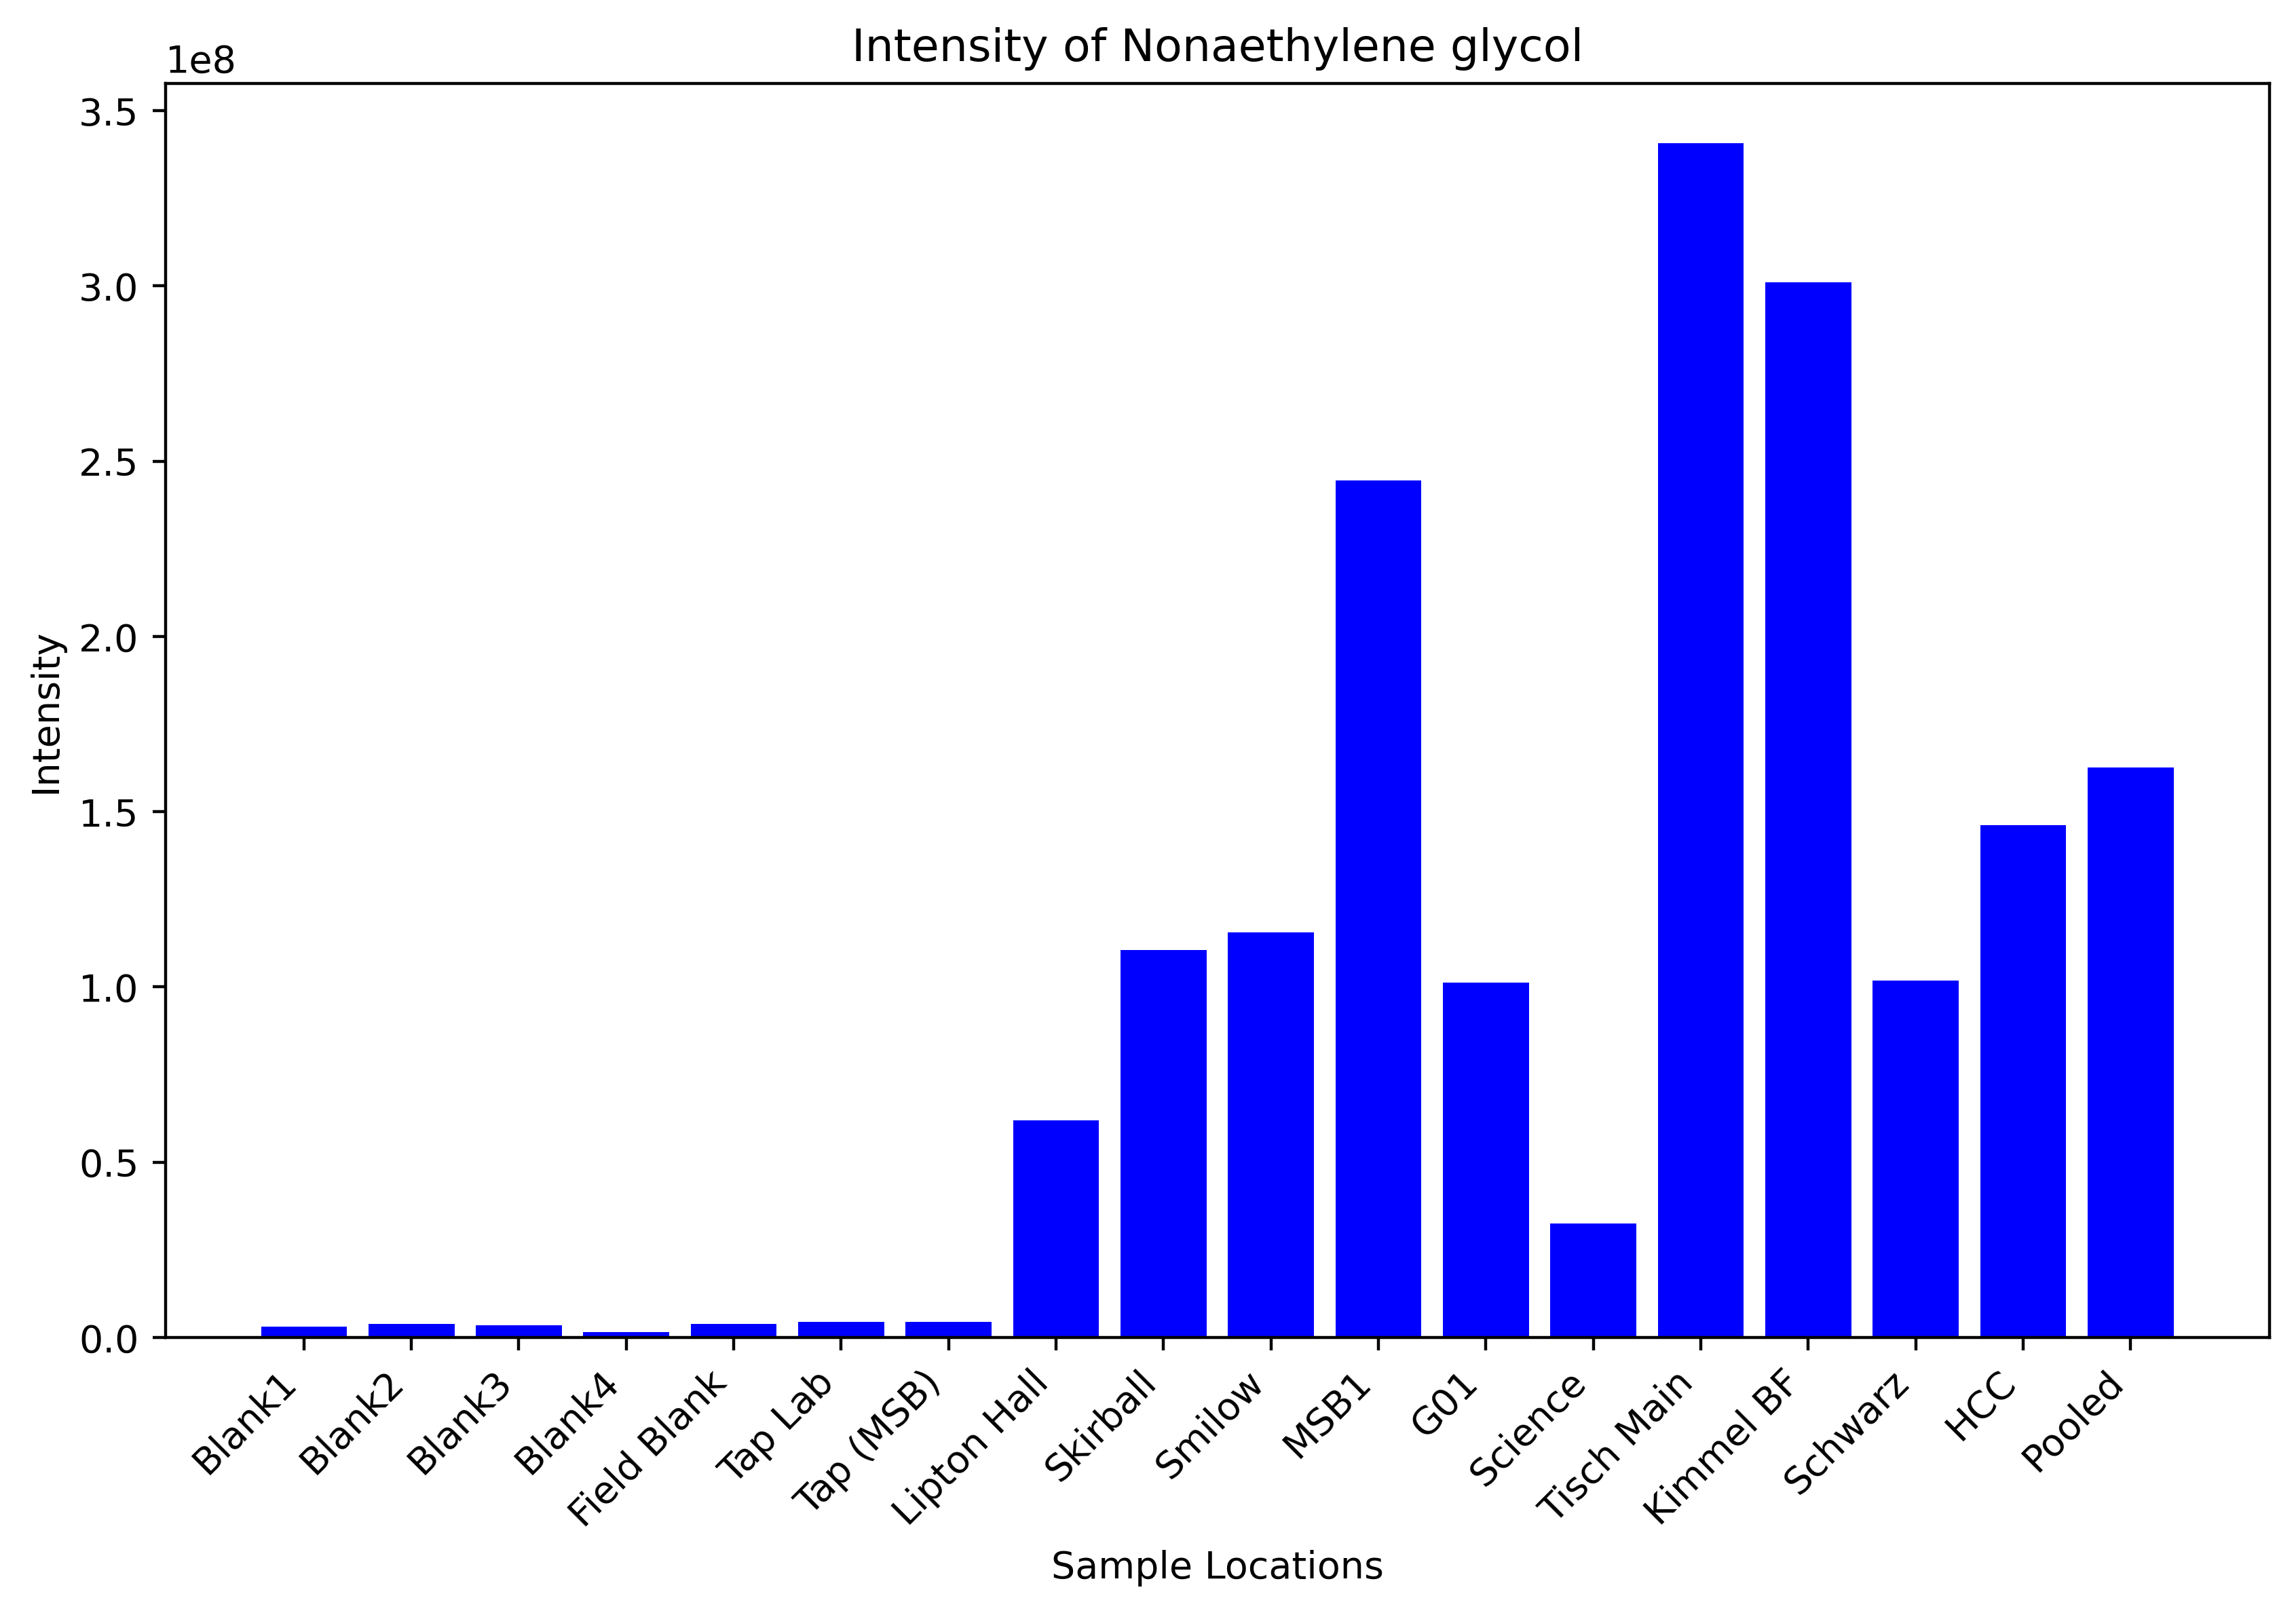 Intensity of Nonaethylene glycol
1e8
3.5
3.0
2.5
2.0
1.5
1.0
0.5
0.0
Intensity
Blank1
Blank2
Blank3
Blank4
Field Blank
Tap Lab
Tap (MSB)
Lipton Hall
Skirball
Smilow
MSB1
G01
Science
Tisch Main
Kimmel BF
Schwarz
HCC
Pooled
Sample Locations